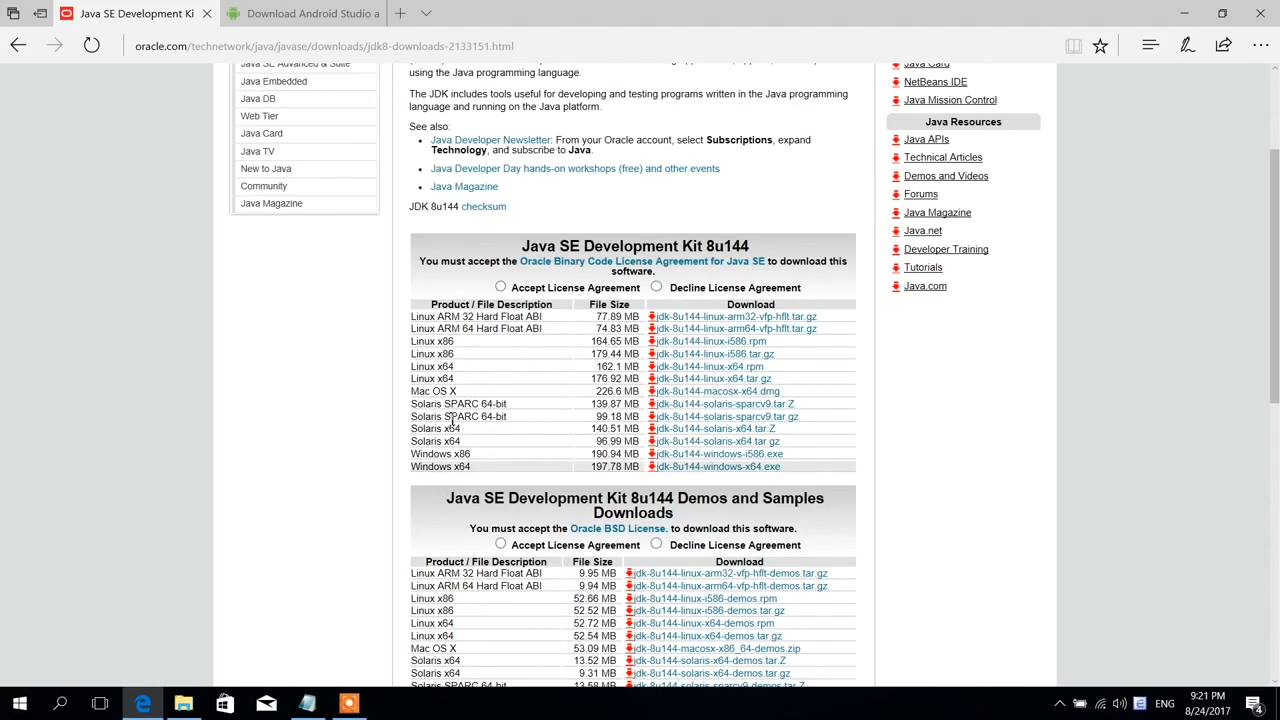 Java SE Development Ki
Download Android Studio a
oracle.com/technetwork/java/javase/downloads/jdk8-downloads-2133151.html
Java SE Advanced & Suite
Java Embedded
Java DB
Web Tier
Java Card
Java TV
New to Java
Community
Java Magazine
using the Java programming language.
The JDK includes tools useful for developing and testing programs written in the Java programming
language and running on the Java platform.
See also:
• Java Developer Newsletter: From your Oracle account, select Subscriptions, expand
Technology, and subscribe to Java.
• Java Developer Day hands-on workshops (free) and other events
• Java Magazine
JDK 8u144 checksum
Java SE Development Kit 8u144
You must accept the Oracle Binary Code License Agreement for Java SE to download this
software.
Accept License Agreement Decline License Agreement
Product / File Description File Size Download
Linux ARM 32 Hard Float ABI 77.89 MB jdk-8u144-linux-arm32-vfp-hflt.tar.gz
Linux ARM 64 Hard Float ABI 74.83 MB jdk-8u144-linux-arm64-vfp-hflt.tar.gz
Linux x86 164.65 MB jdk-8u144-linux-i586.rpm
Linux x86 179.44 MB jdk-8u144-linux-i586.tar.gz
Linux x64 162.1 MB jdk-8u144-linux-x64.rpm
Linux x64 176.92 MB jdk-8u144-linux-x64.tar.gz
Mac OS X 226.6 MB jdk-8u144-macosx-x64.dmg
Solaris SPARC 64-bit 139.87 MB jdk-8u144-solaris-sparcv9.tar.Z
Solaris SPARC 64-bit 99.18 MB jdk-8u144-solaris-sparcv9.tar.gz
Solaris x64 140.51 MB jdk-8u144-solaris-x64.tar.Z
Solaris x64 96.99 MB jdk-8u144-solaris-x64.tar.gz
Windows x86 190.94 MB jdk-8u144-windows-i586.exe
Windows x64 197.78 MB jdk-8u144-windows-x64.exe
Java SE Development Kit 8u144 Demos and Samples
Downloads
You must accept the Oracle BSD License. to download this software.
Accept License Agreement Decline License Agreement
Product / File Description File Size Download
Linux ARM 32 Hard Float ABI 9.95 MB jdk-8u144-linux-arm32-vfp-hflt-demos.tar.gz
Linux ARM 64 Hard Float ABI 9.94 MB jdk-8u144-linux-arm64-vfp-hflt-demos.tar.gz
Linux x86 52.66 MB jdk-8u144-linux-i586-demos.rpm
Linux x86 52.52 MB jdk-8u144-linux-i586-demos.tar.gz
Linux x64 52.72 MB jdk-8u144-linux-x64-demos.rpm
Linux x64 52.54 MB jdk-8u144-linux-x64-demos.tar.gz
Mac OS X 53.09 MB jdk-8u144-macosx-x86_64-demos.zip
Solaris x64 13.52 MB jdk-8u144-solaris-x64-demos.tar.Z
Solaris x64 9.31 MB jdk-8u144-solaris-x64-demos.tar.gz
Solaris SPARC 64-bit 13.58 MB jdk-8u144-solaris-sparcv9-demos.tar.Z
Java Card
NetBeans IDE
Java Mission Control
Java Resources
Java APIs
Technical Articles
Demos and Videos
Forums
Java Magazine
Java.net
Developer Training
Tutorials
Java.com
ENG
9:21 PM
8/24/2017
4